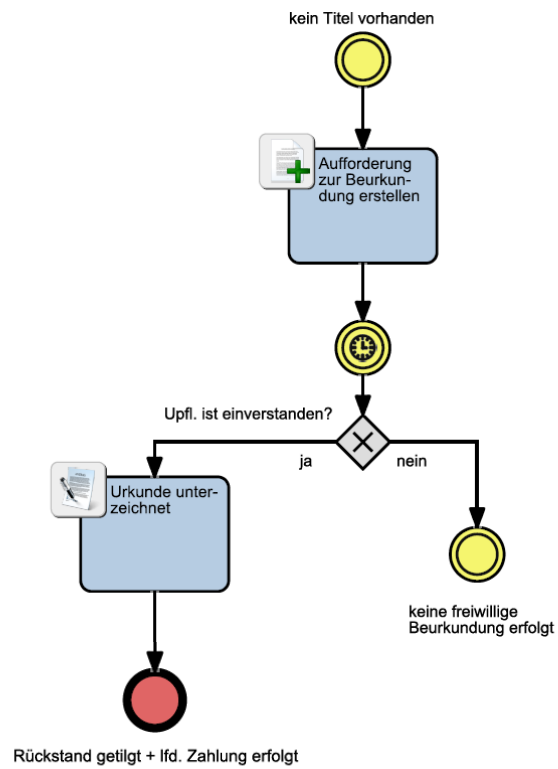 kein Titel vorhanden
Aufforderung
zur Beurkun-
dung erstellen
Upfl. ist einverstanden?
ja
nein
Urkunde unter-
zeichnet
keine freiwillige
Beurkundung erfolgt
Rückstand getilgt + lfd. Zahlung erfolgt